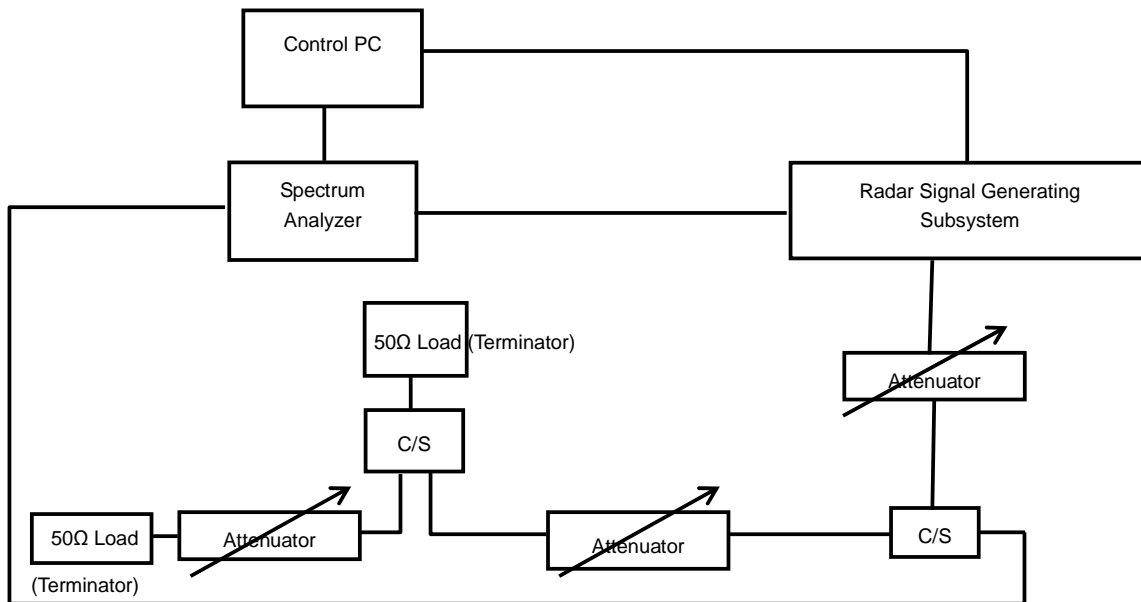 Control PC
Spectrum
Analyzer
Radar Signal Generating
Subsystem
50Ω Load (Terminator)
Attenuator
C/S
50Ω Load
(Terminator)
Attenuator
Attenuator
C/S